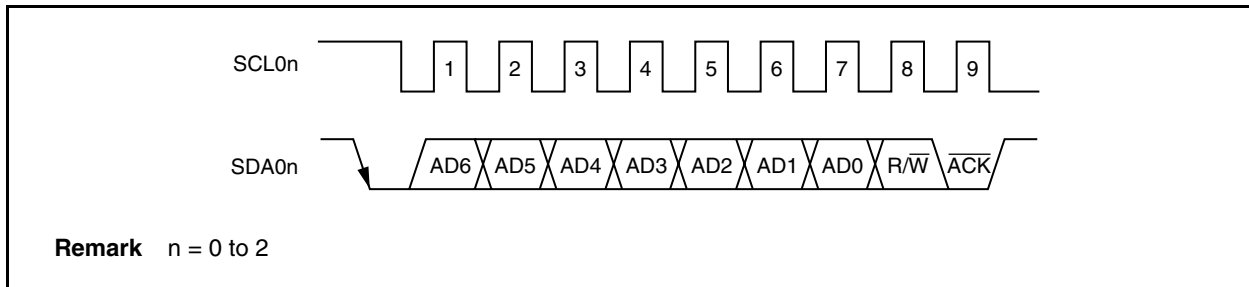 SCL0n 1 2 3 4 5 6 7 8 9
SDA0n AD6 AD5 AD4 AD3 AD2 AD1 AD0 R/W̅ A̅C̅K̅
Remark n = 0 to 2